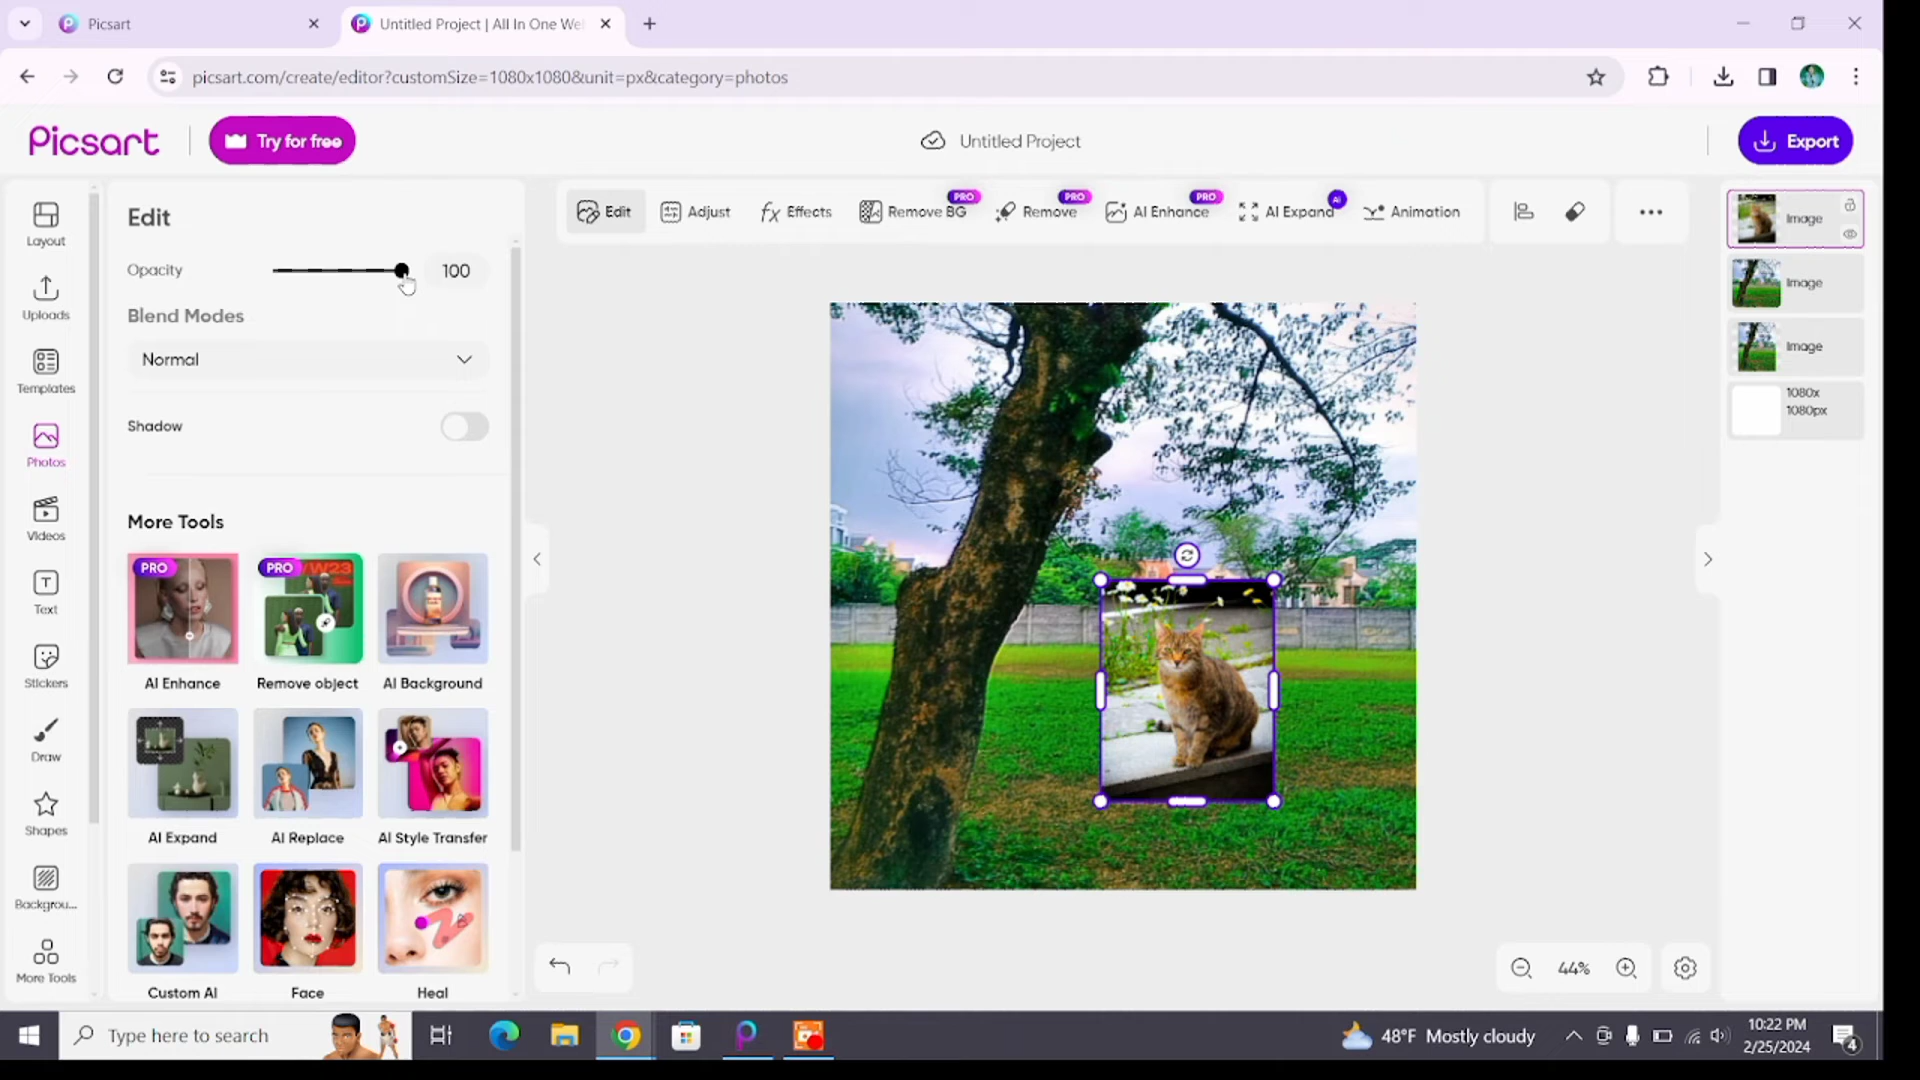 Picsart
Untitled Project | All In One We
picsart.com/create/editor?customSize=1080x1080&unit=px&category=photos
Picsart
Try for free
Untitled Project
Export
Layout
Uploads
Templates
Photos
Videos
Text
Stickers
Draw
Shapes
Backgrou...
More Tools
Edit
Opacity
100
Blend Modes
Normal
Shadow
More Tools
PRO
AI Enhance
PRO
/W23
Remove object
AI Background
AI Expand
AI Replace
AI Style Transfer
Custom AI
Face
Heal
Edit
Adjust
fx Effects
Remove BG PRO
Remove PRO
AI Enhance PRO
AI Expand Ai
Animation
Image
Image
Image
1080x
1080px
44%
Type here to search
48°F Mostly cloudy
10:22 PM
2/25/2024
4